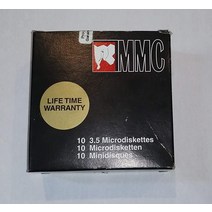 MMC
LIFE TIME
WARRANTY
10 3.5 Microdiskettes
10 Microdisketten
10 Minidisques